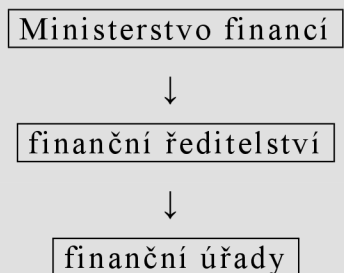 Ministerstvo financí
↓
finanční ředitelství
↓
finanční úřady